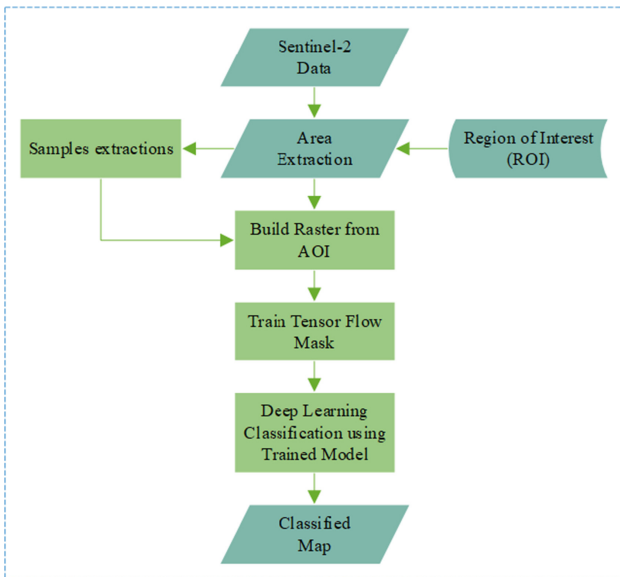 Sentinel-2
Data
Samples extractions
Area
Extraction
Region of Interest
(ROI)
Build Raster from
AOI
Train Tensor Flow
Mask
Deep Learning
Classification using
Trained Model
Classified
Map